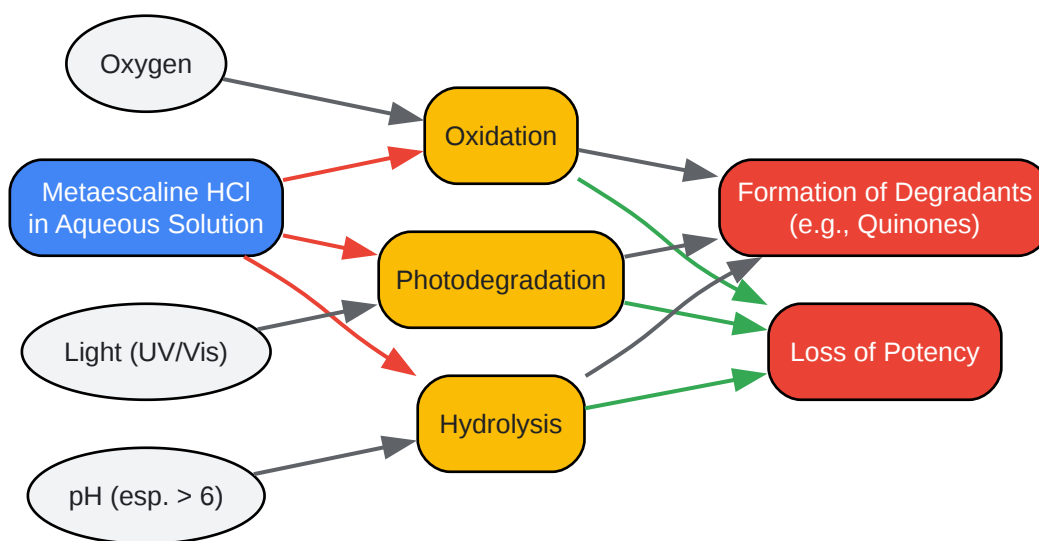 Oxygen
Oxidation
Metaescaline HCl
in Aqueous Solution
Formation of Degradants
(e.g., Quinones)
Photodegradation
Light (UV/Vis)
Loss of Potency
Hydrolysis
pH (esp. > 6)